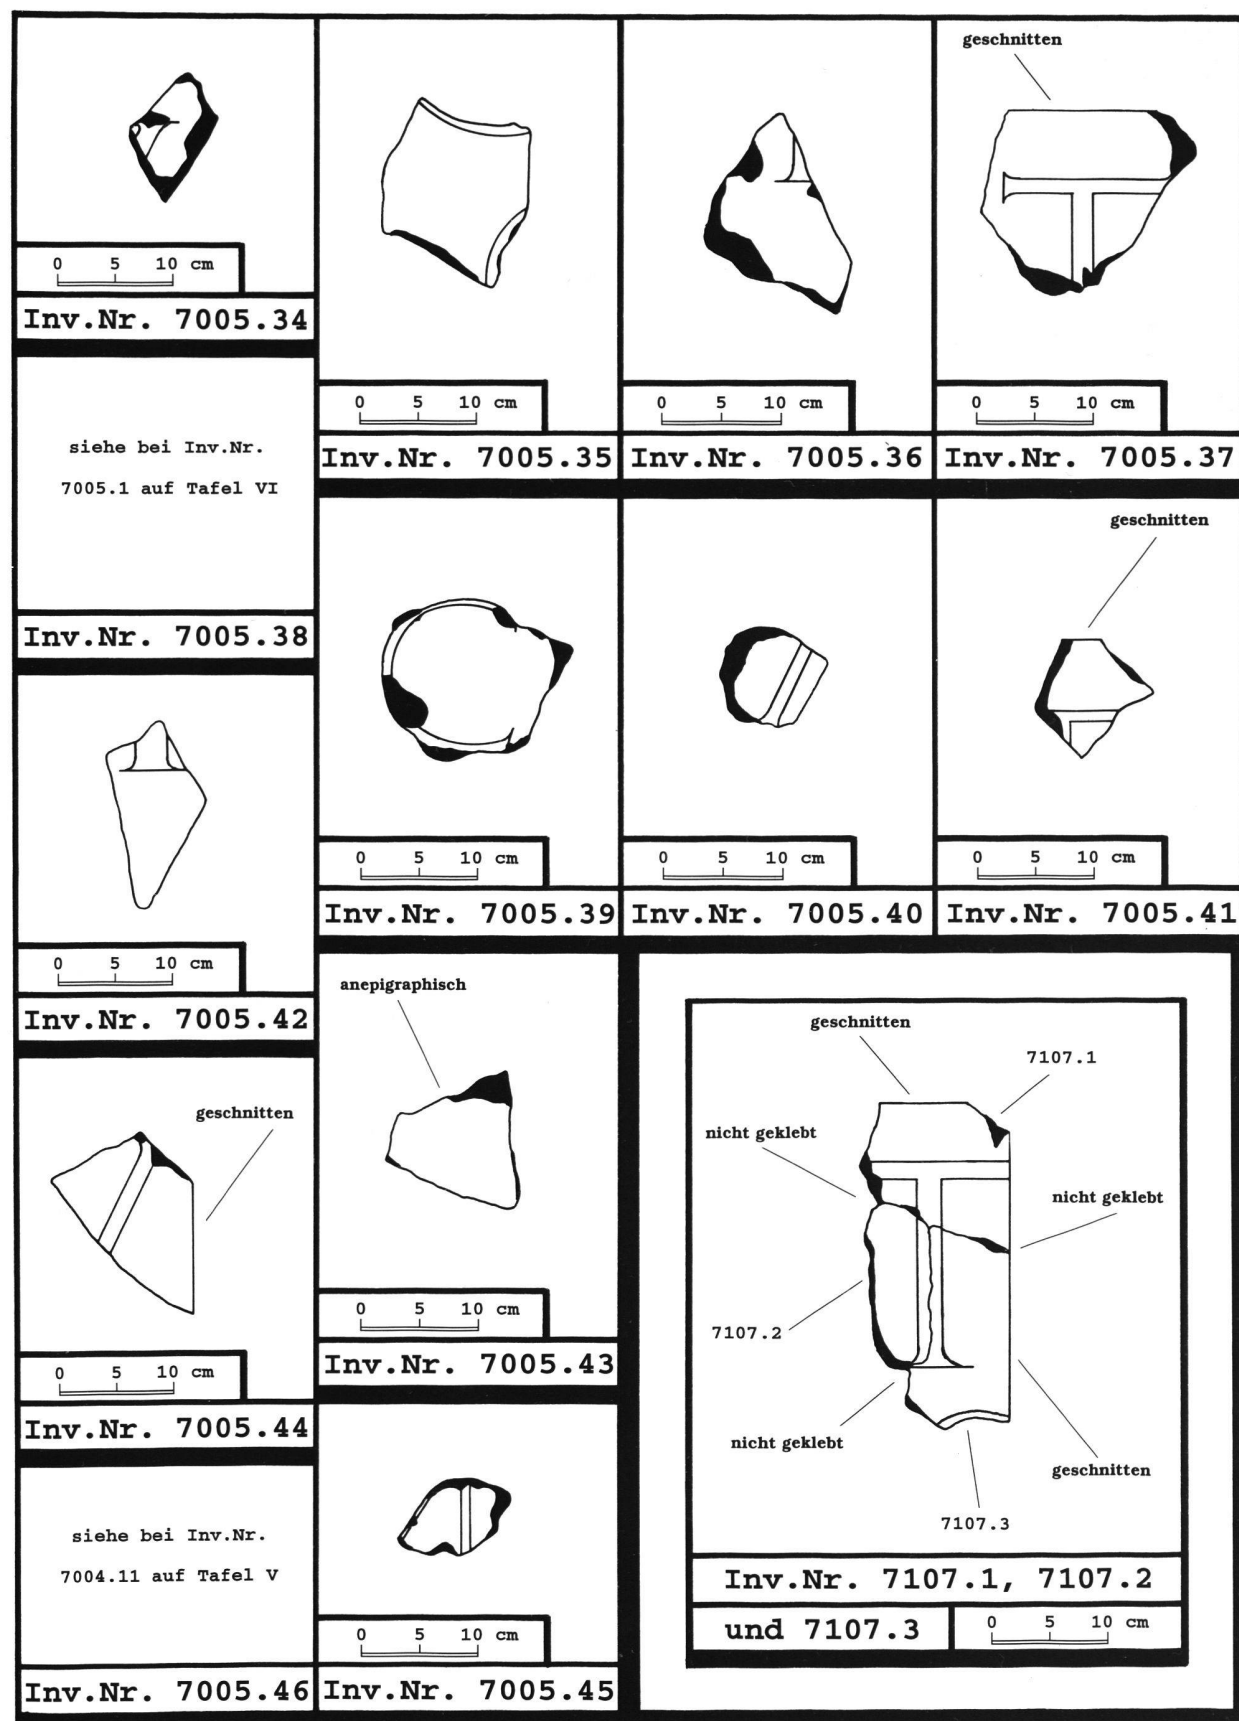 0 5 10 cm
Inv.Nr. 7005.34
0 5 10 cm
Inv.Nr. 7005.35
0 5 10 cm
Inv.Nr. 7005.36
geschnitten
0 5 10 cm
Inv.Nr. 7005.37
siehe bei Inv.Nr.
7005.1 auf Tafel VI
Inv.Nr. 7005.38
0 5 10 cm
Inv.Nr. 7005.39
0 5 10 cm
Inv.Nr. 7005.40
geschnitten
0 5 10 cm
Inv.Nr. 7005.41
0 5 10 cm
Inv.Nr. 7005.42
anepigraphisch
0 5 10 cm
Inv.Nr. 7005.43
geschnitten
0 5 10 cm
Inv.Nr. 7005.44
0 5 10 cm
Inv.Nr. 7005.45
siehe bei Inv.Nr.
7004.11 auf Tafel V
Inv.Nr. 7005.46
geschnitten
7107.1
nicht geklebt
nicht geklebt
7107.2
nicht geklebt
geschnitten
7107.3
Inv.Nr. 7107.1, 7107.2
und 7107.3
0 5 10 cm